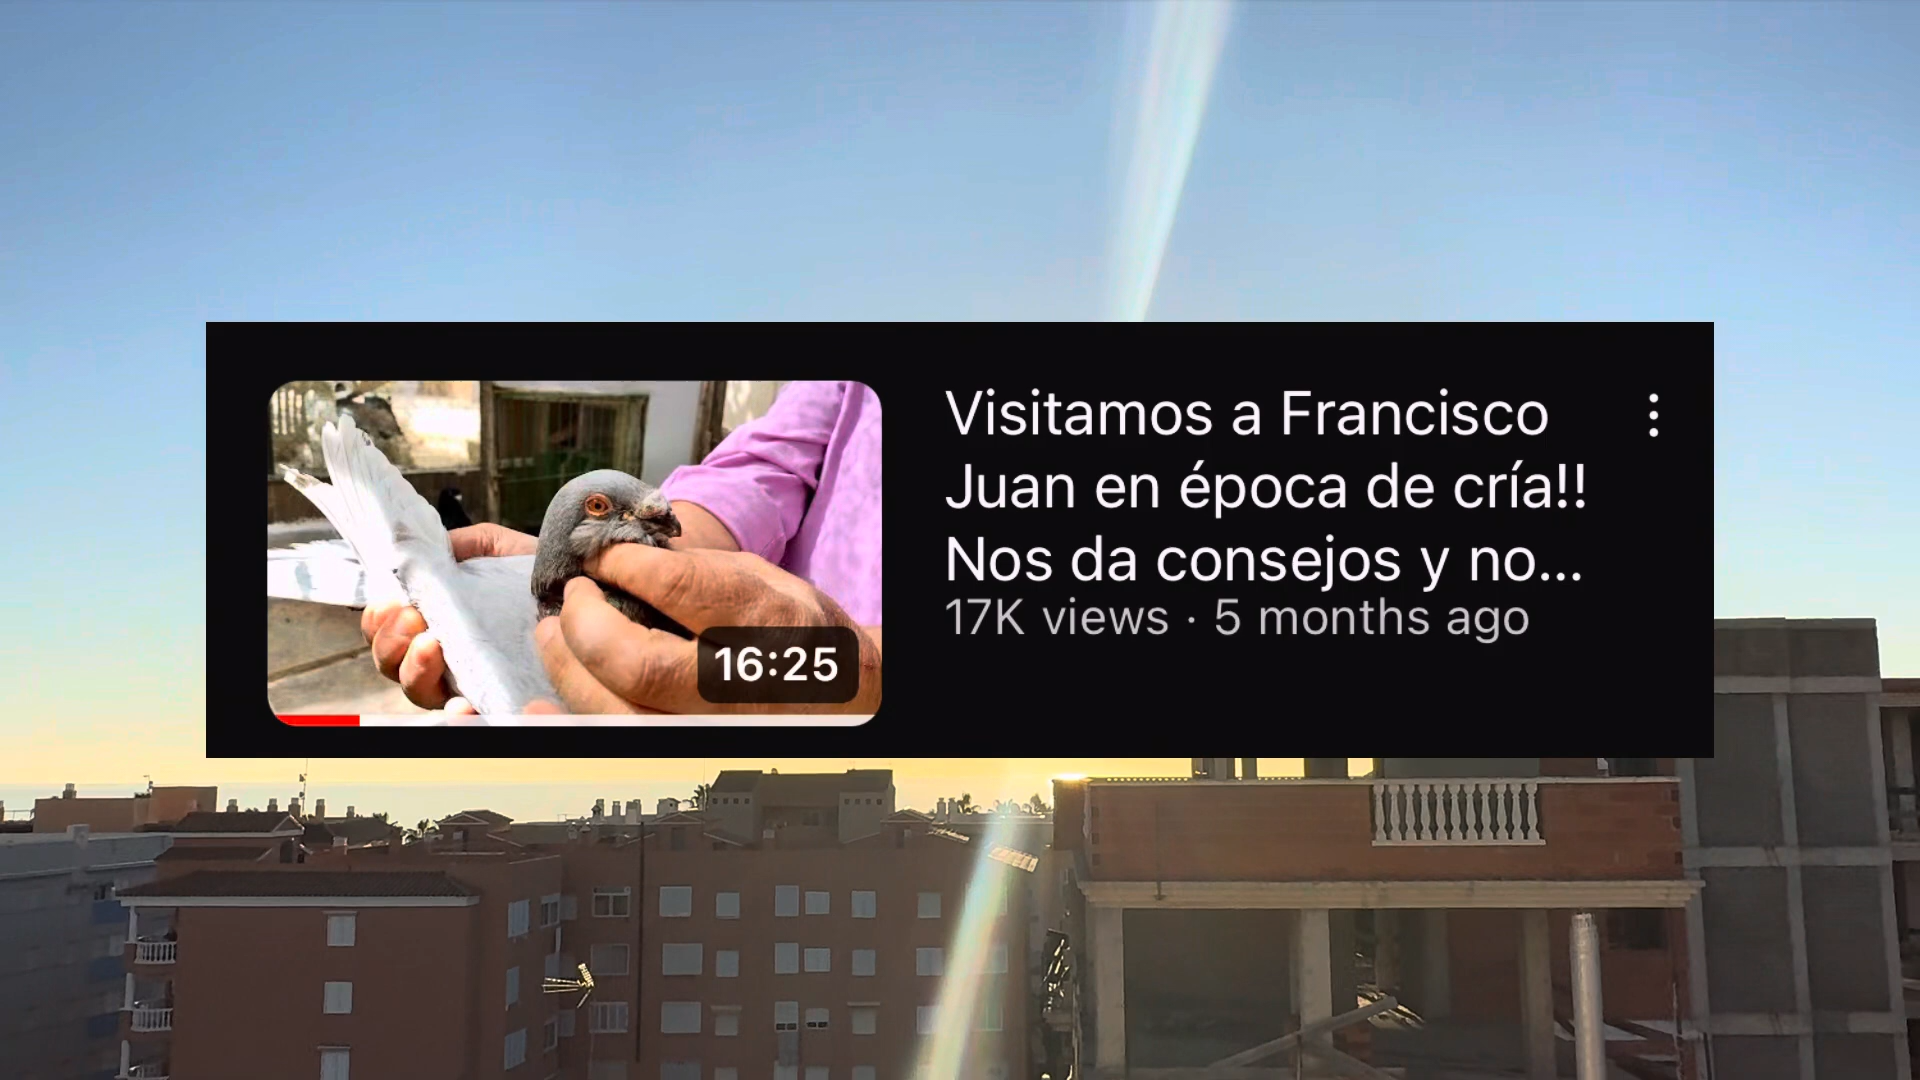 Visitamos a Francisco
Juan en época de cría!!
Nos da consejos y no...
17K views · 5 months ago
16:25